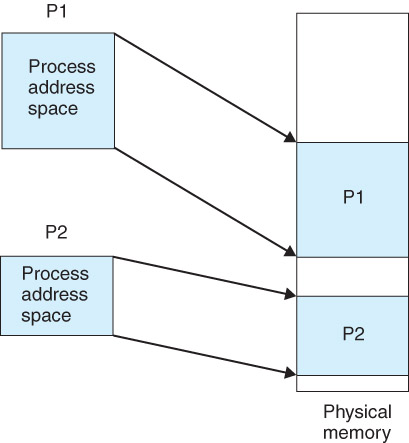 P1
Process
address
space
P1
P2
Process
address
space
P2
Physical
memory